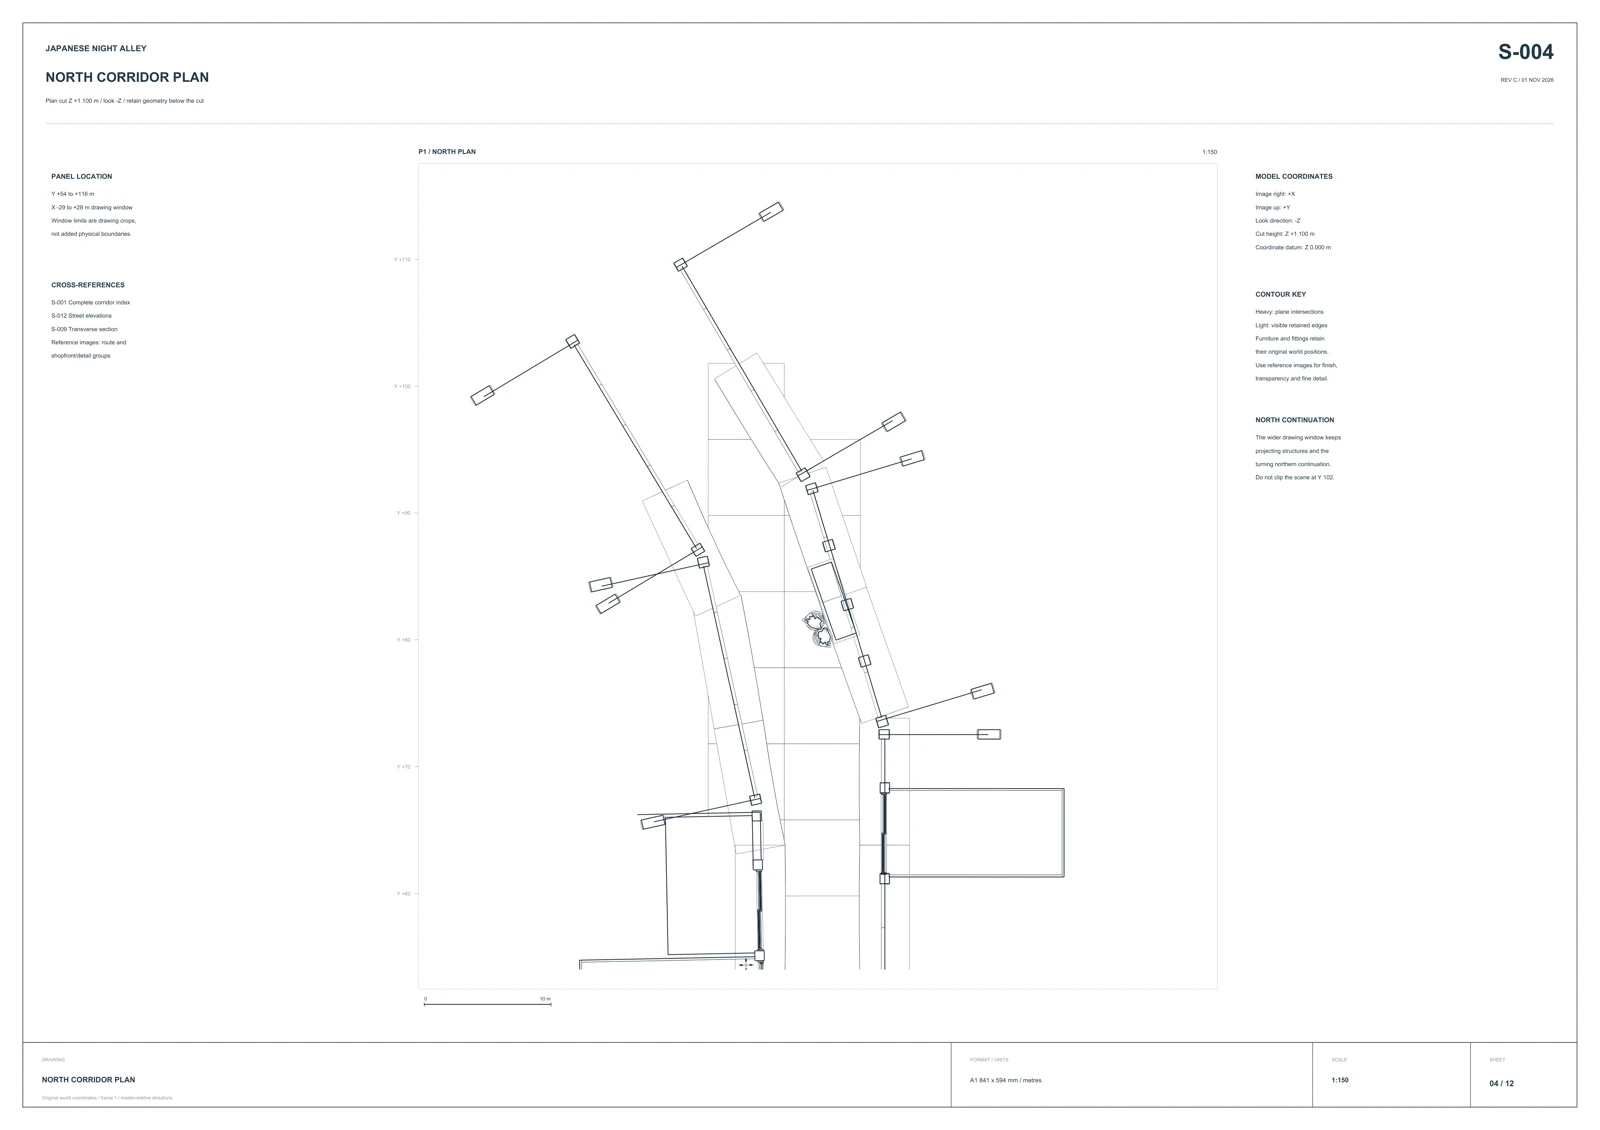 JAPANESE NIGHT ALLEY
NORTH CORRIDOR PLAN
Plan cut Z +1.100 m / look -Z / retain geometry below the cut
S-004
REV C / 01 NOV 2026
PANEL LOCATION
Y +54 to +116 m
X -29 to +28 m drawing window
Window limits are drawing crops,
not added physical boundaries.
CROSS-REFERENCES
S-001 Complete corridor index
S-012 Street elevations
S-009 Transverse section
Reference images: route and
shopfront/detail groups
P1 / NORTH PLAN
1:150
Y +110
Y +100
Y +90
Y +80
Y +70
Y +60
0
10 m
MODEL COORDINATES
Image right: +X
Image up: +Y
Look direction: -Z
Cut height: Z +1.100 m
Coordinate datum: Z 0.000 m
CONTOUR KEY
Heavy: plane intersections
Light: visible retained edges
Furniture and fittings retain
their original world positions.
Use reference images for finish,
transparency and fine detail.
NORTH CONTINUATION
The wider drawing window keeps
projecting structures and the
turning northern continuation.
Do not clip the scene at Y 102.
DRAWING
NORTH CORRIDOR PLAN
Original world coordinates / frame 1 / model-relative directions
FORMAT / UNITS
A1 841 x 594 mm / metres
SCALE
1:150
SHEET
04 / 12